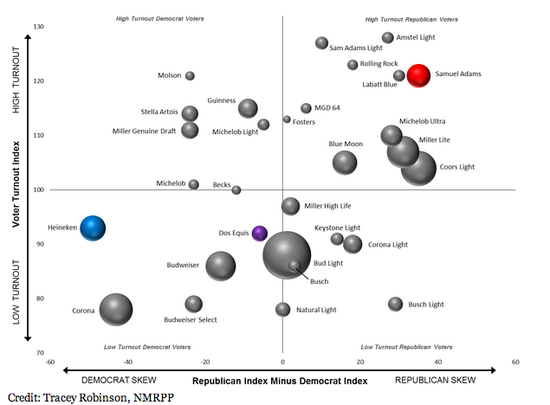 High Turnout Democrat Voters
High Turnout Republican Voters
130
Amstel Light
Sam Adams Light
Rolling Rock
Molson
Labatt Blue
Samuel Adams
120
Guinness
MGD 64
Stella Artois
Fosters
Michelob Ultra
Miller Genuine Draft
Michelob Light
110
Miller Lite
Blue Moon
Coors Light
Michelob
Becks
100
Miller High Life
Heineken
Dos Equis
Keystone Light
Corona Light
90
Budweiser
Bud Light
Busch
80
Corona
Budweiser Select
Natural Light
Busch Light
Low Turnout Democrat Voters
Low Turnout Republican Voters
70
-60
-40
-20
0
20
40
60
HIGH TURNOUT
Voter Turnout Index
LOW TURNOUT
DEMOCRAT SKEW
Republican Index Minus Democrat Index
REPUBLICAN SKEW
Credit: Tracey Robinson, NMRPP